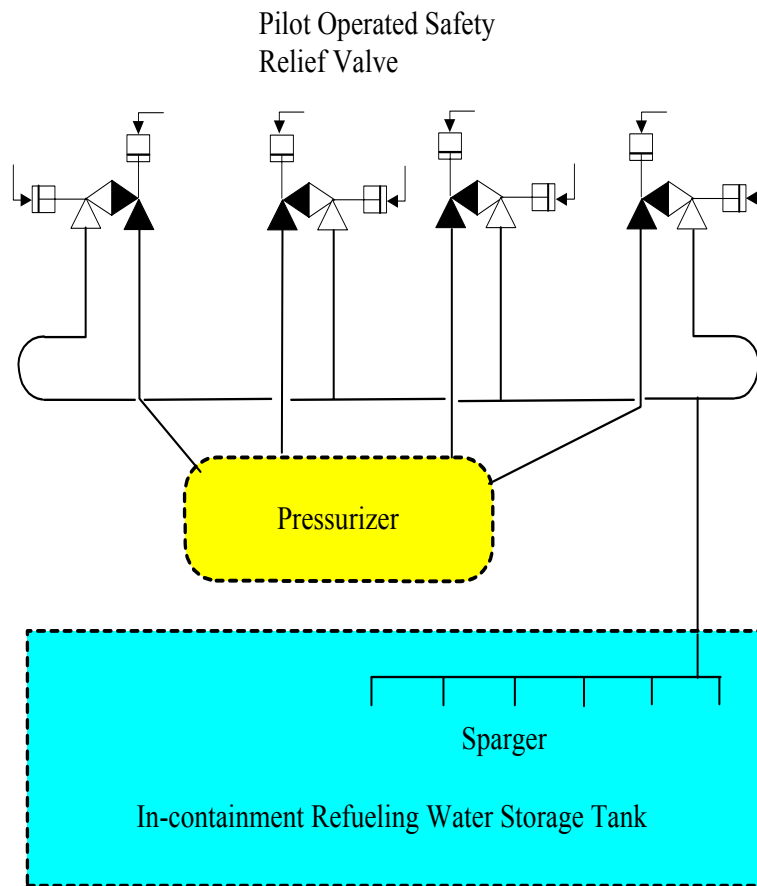 Pilot Operated Safety
Relief Valve
Pressurizer
Sparger
In-containment Refueling Water Storage Tank